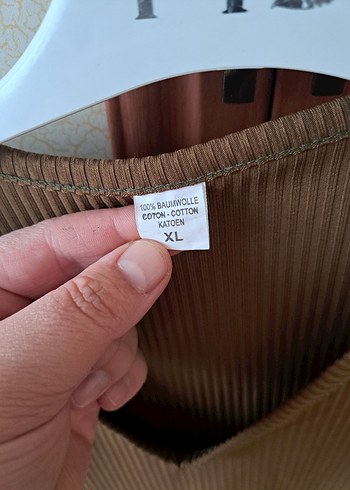 100% BAUMWOLLE
COTON - COTTON
KATOEN
XL